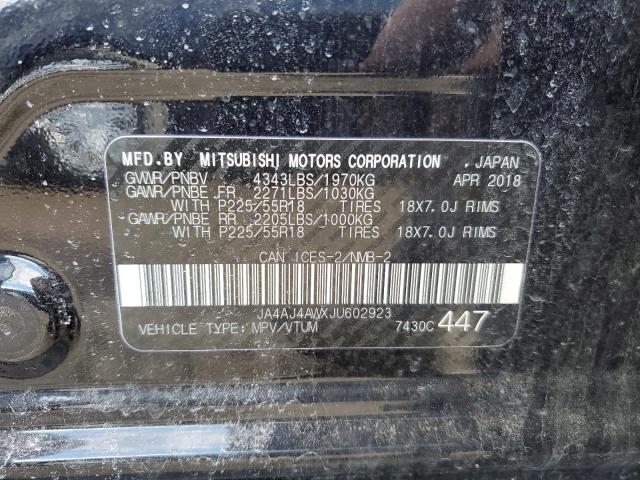 MFD.BY MITSUBISHI MOTORS CORPORATION , JAPAN
GVWR/PNBV 4343LBS/1970KG APR 2018
GAWR/PNBE FR 2271LBS/1030KG
WITH P225/55R18 TIRES 18X7.0J RIMS
GAWR/PNBE RR 2205LBS/1000KG
WITH P225/55R18 TIRES 18X7.0J RIMS
CAN ICES-2/NMB-2
JA4AJ4AWXJU602923
VEHICLE TYPE: MPV/VTUM 7430C 447